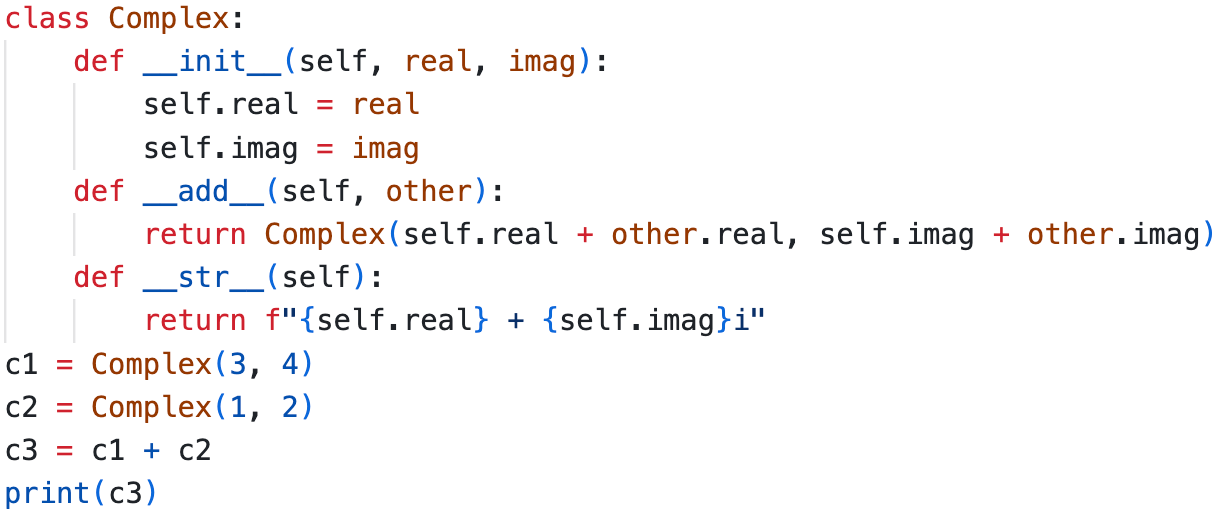 class Complex:
    def __init__(self, real, imag):
        self.real = real
        self.imag = imag
    def __add__(self, other):
        return Complex(self.real + other.real, self.imag + other.imag)
    def __str__(self):
        return f"{self.real} + {self.imag}i"
c1 = Complex(3, 4)
c2 = Complex(1, 2)
c3 = c1 + c2
print(c3)